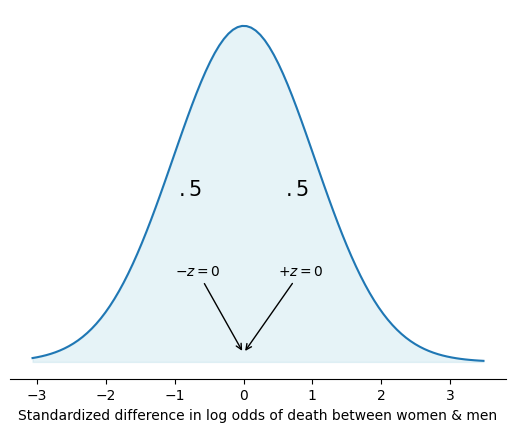 .5 .5
−z = 0 +z = 0
−3 −2 −1 0 1 2 3
Standardized difference in log odds of death between women & men